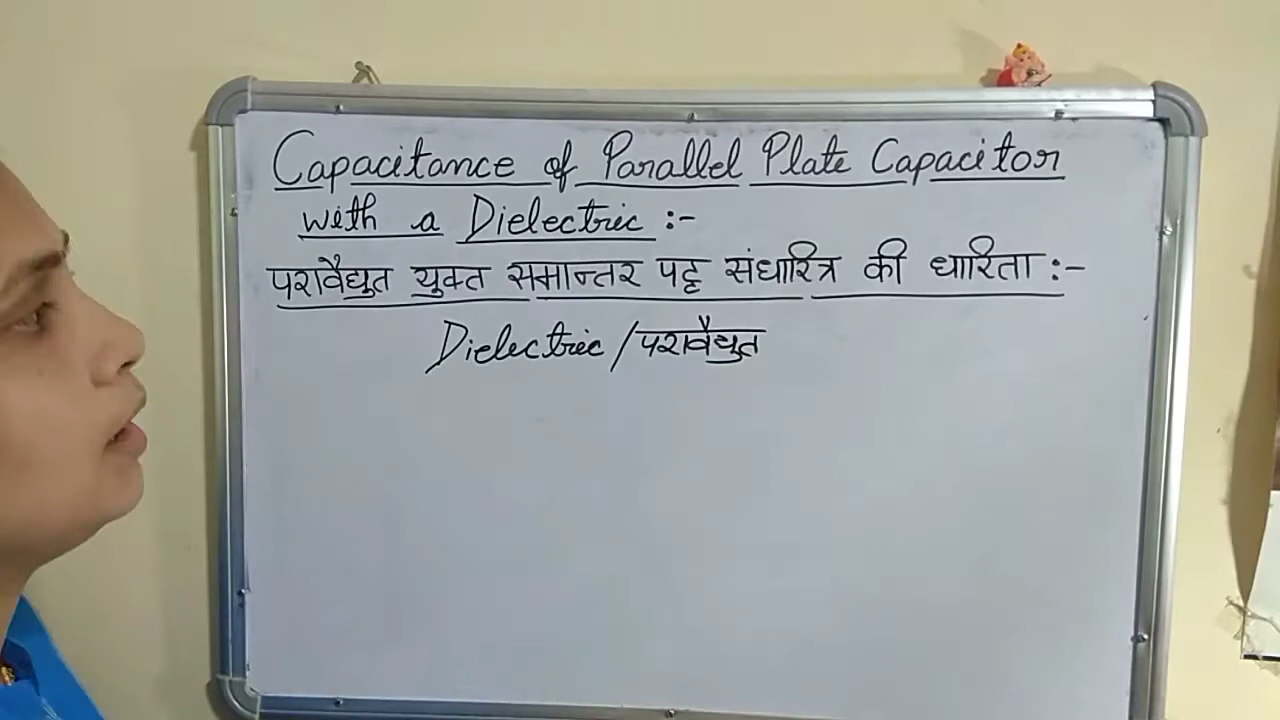 Capacitance of Parallel Plate Capacitor
with a Dielectric :-
परावैद्युत युक्त समान्तर पट्ट संधारित्र की धारिता :-
Dielectric / परावैद्युत